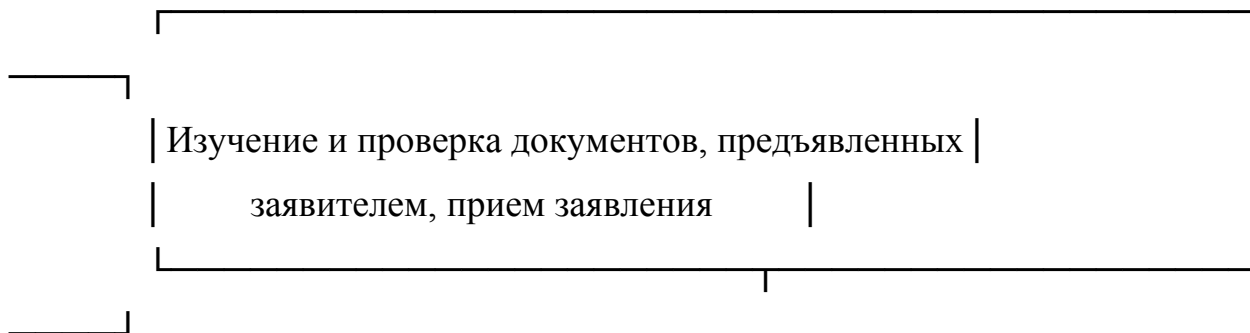 Изучение и проверка документов, предъявленных
заявителем, прием заявления